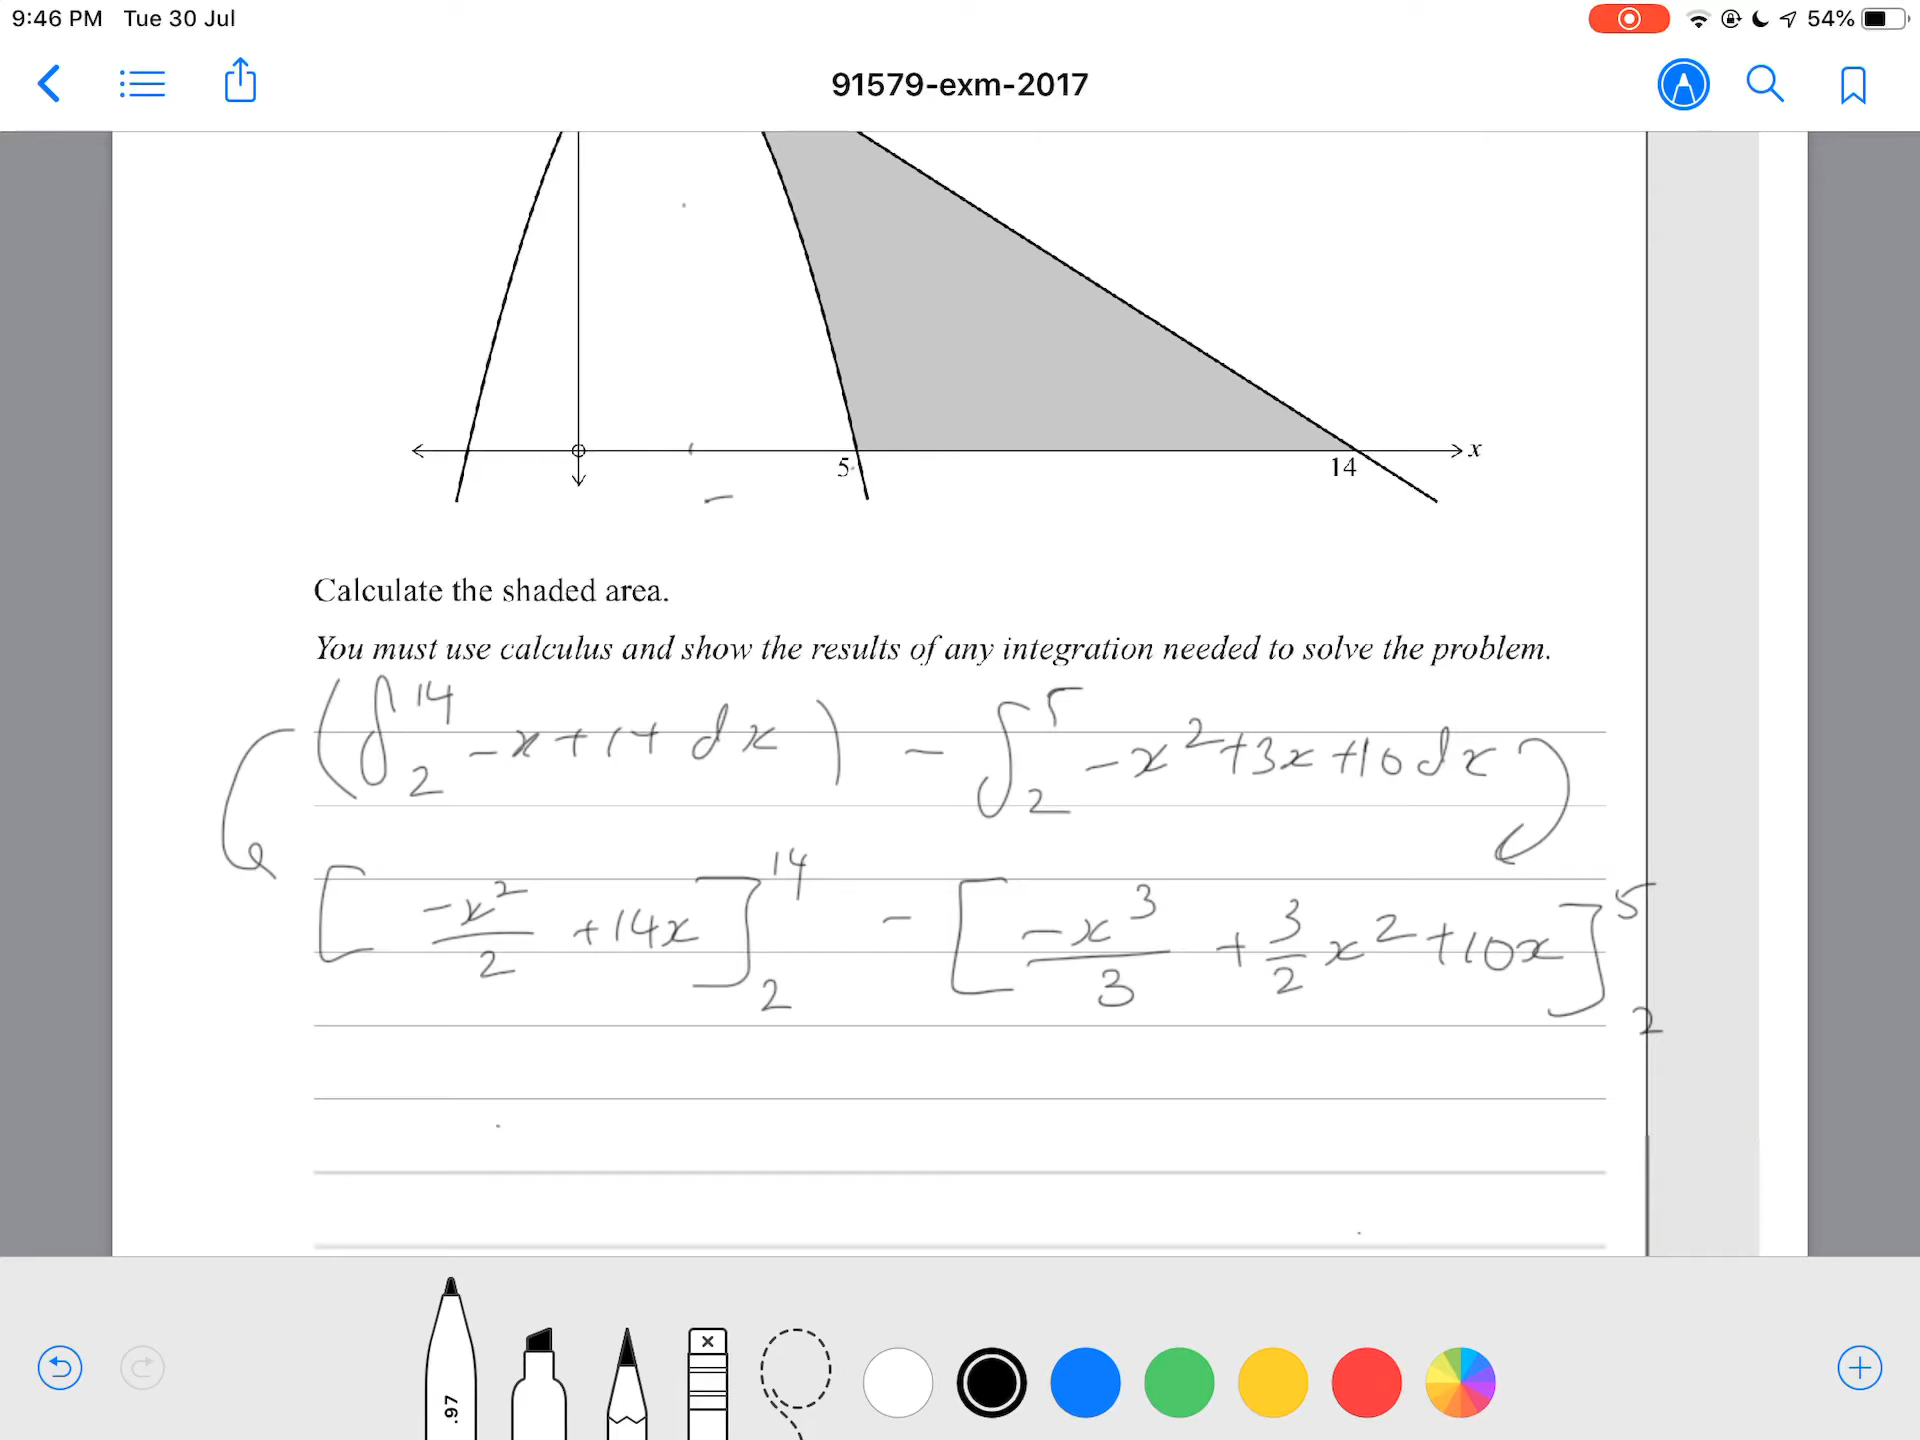 9:46 PM Tue 30 Jul 54%
91579-exm-2017
x
5 14
Calculate the shaded area.
You must use calculus and show the results of any integration needed to solve the problem.
(∫₂¹⁴ -x+14 dx) - ∫₂⁵ -x²+3x+10 dx
[-x²/2 + 14x]₂¹⁴ - [-x³/3 + 3/2 x² + 10x]₂⁵
.97